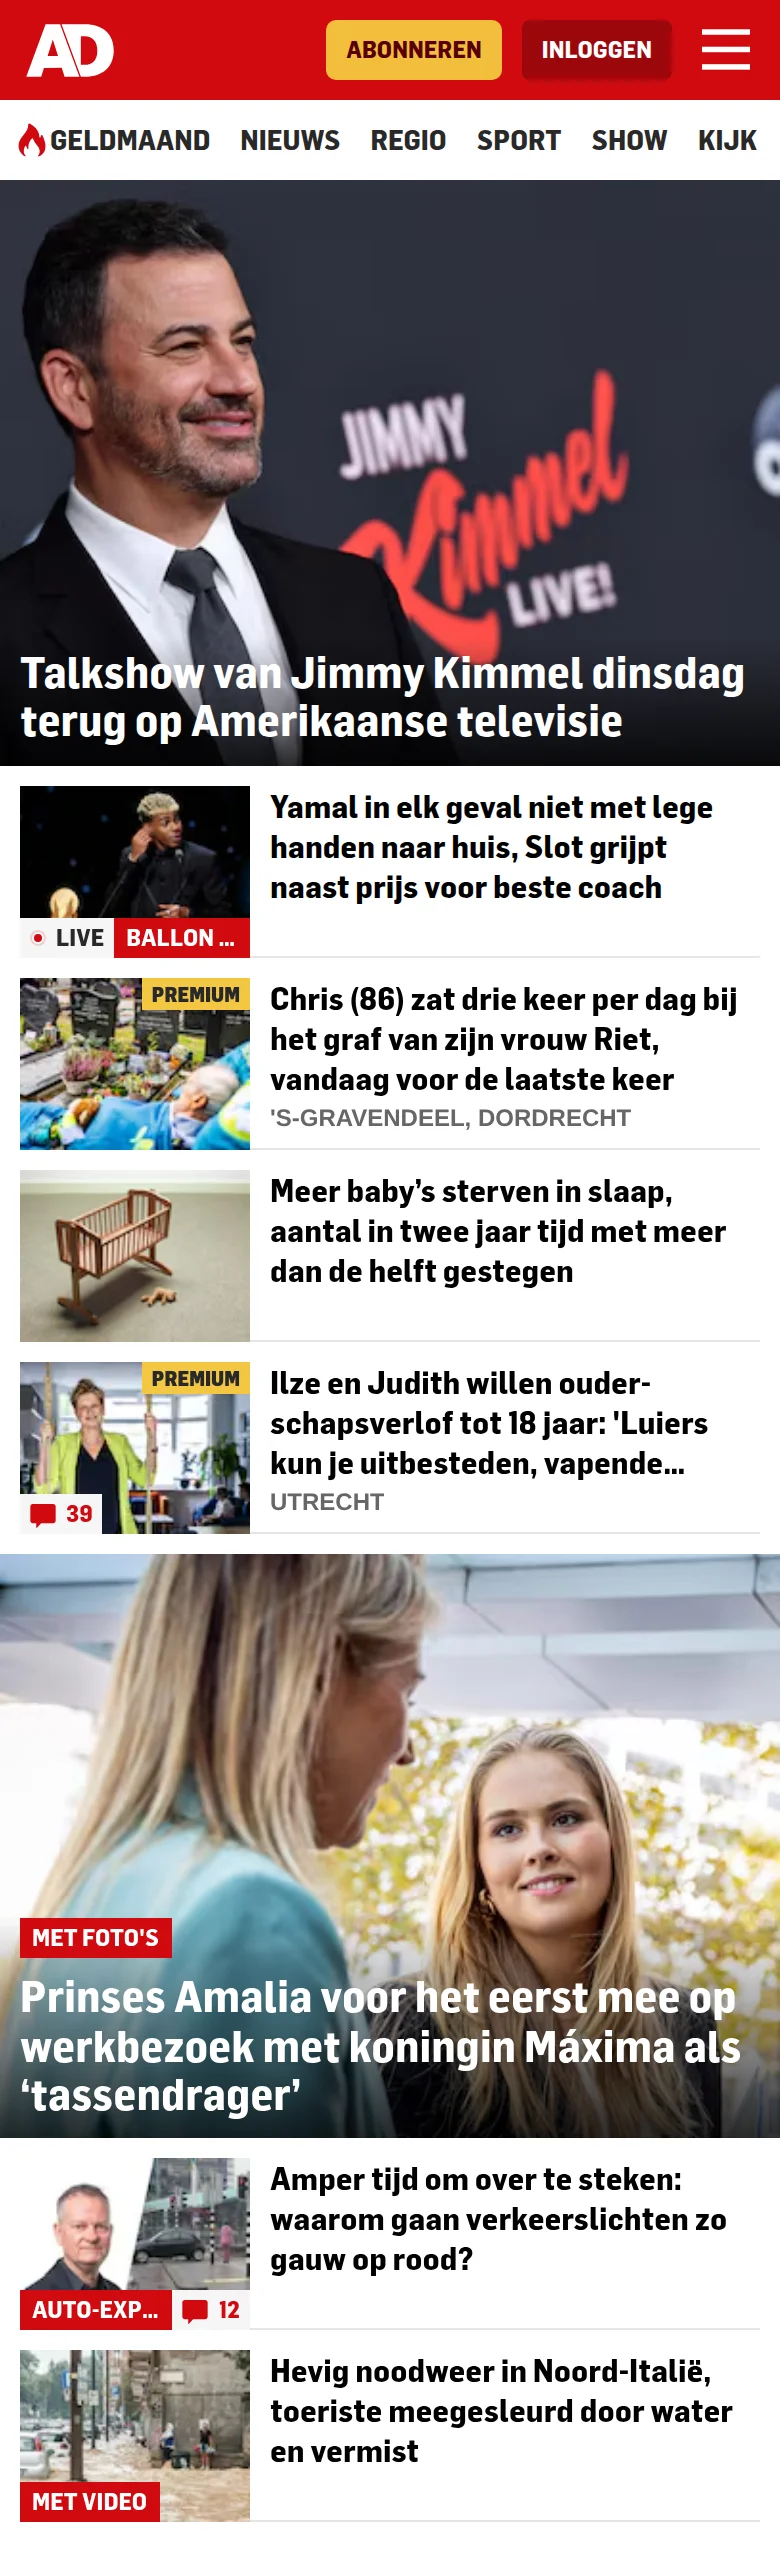 AD
ABONNEREN
INLOGGEN
GELDMAAND NIEUWS REGIO SPORT SHOW KIJK
JIMMY
Kimmel
LIVE!
Talkshow van Jimmy Kimmel dinsdag
terug op Amerikaanse televisie
Yamal in elk geval niet met lege
handen naar huis, Slot grijpt
naast prijs voor beste coach
LIVE BALLON ...
PREMIUM
Chris (86) zat drie keer per dag bij
het graf van zijn vrouw Riet,
vandaag voor de laatste keer
'S-GRAVENDEEL, DORDRECHT
Meer baby’s sterven in slaap,
aantal in twee jaar tijd met meer
dan de helft gestegen
PREMIUM
39
Ilze en Judith willen ouder-
schapsverlof tot 18 jaar: 'Luiers
kun je uitbesteden, vapende...
UTRECHT
MET FOTO'S
Prinses Amalia voor het eerst mee op
werkbezoek met koningin Máxima als
‘tassendrager’
Amper tijd om over te steken:
waarom gaan verkeerslichten zo
gauw op rood?
AUTO-EXP... 12
Hevig noodweer in Noord-Italië,
toeriste meegesleurd door water
en vermist
MET VIDEO